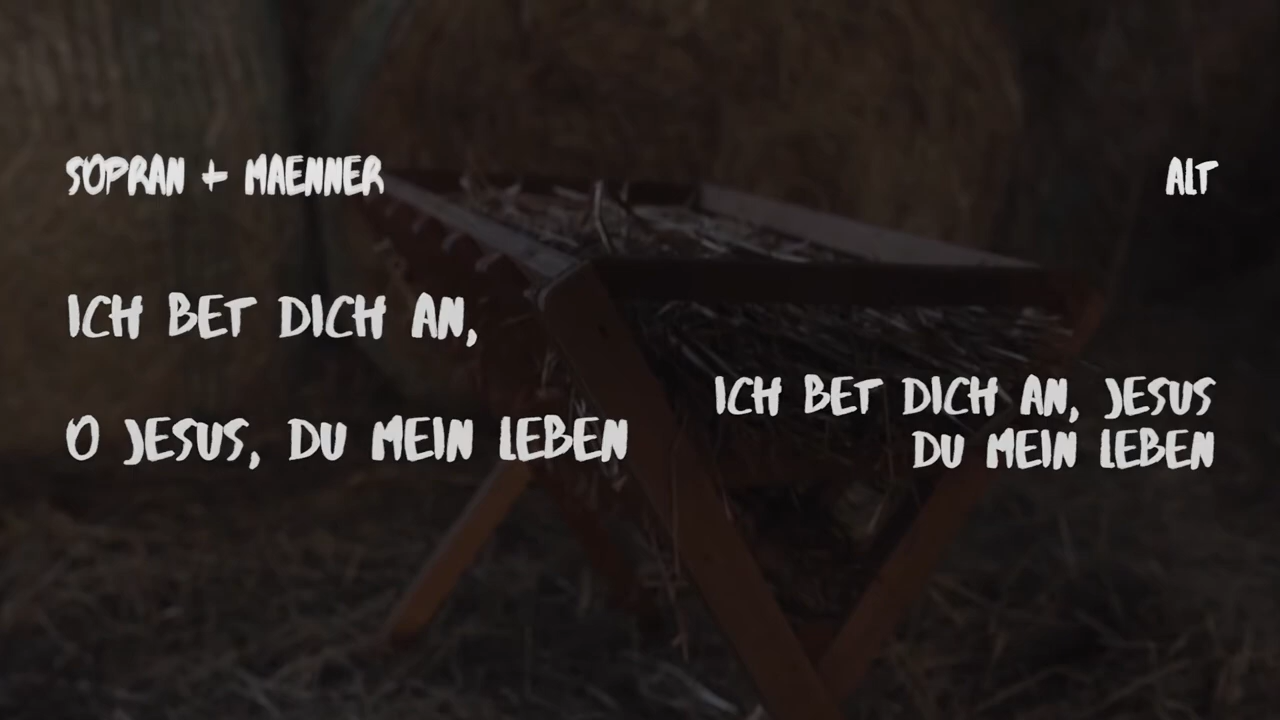 SOPRAN + MAENNER
ALT
ICH BET DICH AN,
O JESUS, DU MEIN LEBEN
ICH BET DICH AN, JESUS
DU MEIN LEBEN